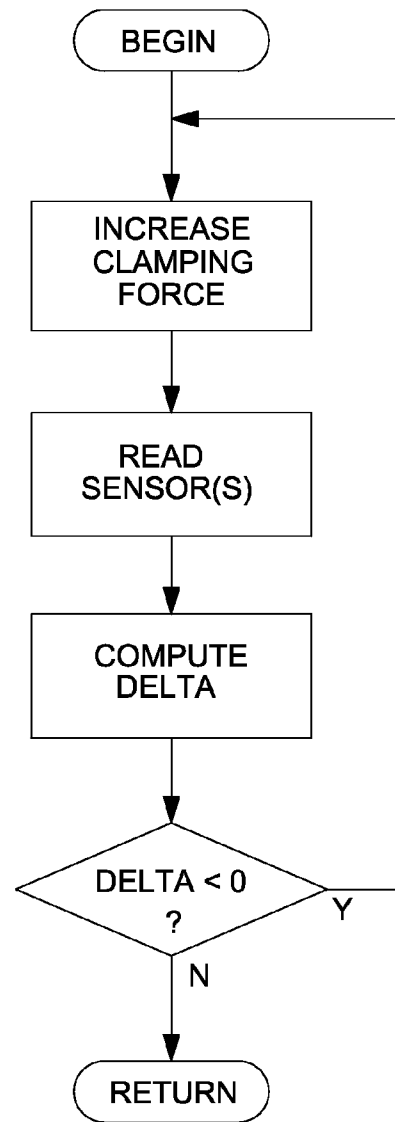 BEGIN
INCREASE
CLAMPING
FORCE
READ
SENSOR(S)
COMPUTE
DELTA
DELTA < 0
?
Y
N
RETURN